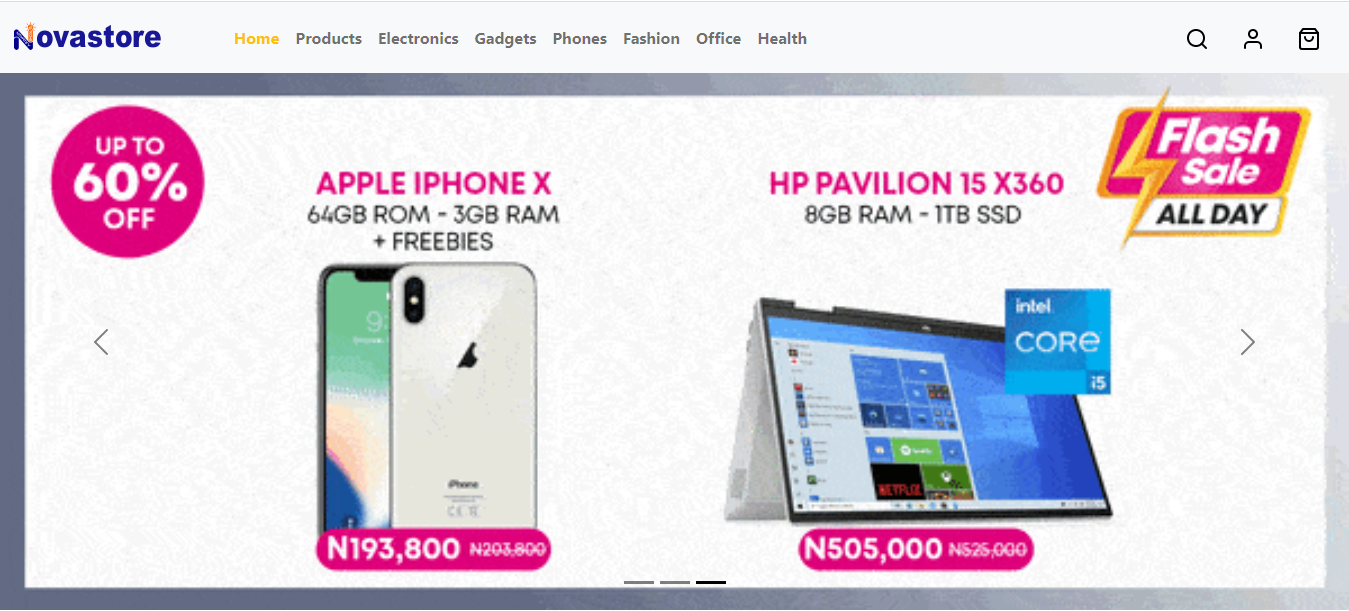 Novastore
Home Products Electronics Gadgets Phones Fashion Office Health
UP TO
60%
OFF
APPLE IPHONE X
64GB ROM - 3GB RAM
+ FREEBIES
HP PAVILION 15 X360
8GB RAM - 1TB SSD
Flash
Sale
ALL DAY
intel
CORE
i5
NETFLIX
iPhone
N193,800 N203,800
N505,000 N525,000